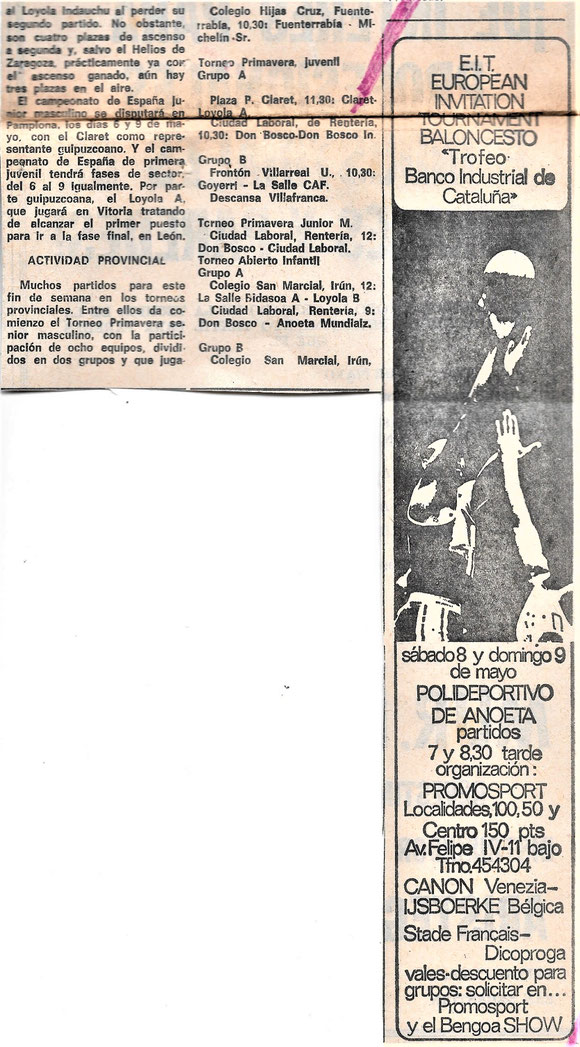 al Loyola Indauchu al perder su
segundo partido. No obstante,
son cuatro plazas de ascenso
a segunda y, salvo el Helios de
Zaragoza, prácticamente ya con
el ascenso ganado, aún hay
tres plazas en el aire.
El campeonato de España ju-
nior masculino se disputará en
Pamplona, los días 6 y 9 de ma-
yo, con el Claret como repre-
sentante guipuzcoano. Y el cam-
peonato de España de primera
juvenil tendrá fases de sector,
del 6 al 9 igualmente. Por par-
te guipuzcoana, el Loyola A,
que jugará en Vitoria tratando
de alcanzar el primer puesto
para ir a la fase final, en León.
ACTIVIDAD PROVINCIAL
Muchos partidos para este
fin de semana en los torneos
provinciales. Entre ellos da co-
mienzo el Torneo Primavera se-
nior masculino, con la partici-
pación de ocho equipos, dividi-
dos en dos grupos y que juga-
Colegio Hijas Cruz, Fuente-
rrabía, 10,30: Fuenterrabía - Mi-
chelin -Sr.
Torneo Primavera, juvenil
Grupo A
Plaza P. Claret, 11,30: Claret-
Loyola A.
Ciudad Laboral, de Rentería,
10,30: Don Bosco-Don Bosco In.
Grupo B
Frontón Villarreal U., 10,30:
Goyerri - La Salle CAF.
Descansa Villafranca.
Torneo Primavera Junior M.
Ciudad Laboral, Rentería, 12:
Don Bosco - Ciudad Laboral.
Torneo Abierto Infantil
Grupo A
Colegio San Marcial, Irún, 12:
La Salle Bidasoa A - Loyola B
Ciudad Laboral, Rentería, 9:
Don Bosco - Anoeta Mundialz.
Grupo B
Colegio San Marcial, Irún,
E.I.T.
EUROPEAN
INVITATION
TOURNAMENT
BALONCESTO
«Trofeo
Banco Industrial de
Cataluña»
sábado 8 y domingo 9
de mayo
POLIDEPORTIVO
DE ANOETA
partidos
7 y 8,30 tarde
organización:
PROMOSPORT
Localidades, 100, 50 y
Centro 150 pts
Av. Felipe IV-11 bajo
Tfno. 454304
CANON Venezia-
IJSBOERKE Bélgica
Stade Français-
Dicoproga
vales-descuento para
grupos: solicitar en...
Promosport
y el Bengoa SHOW